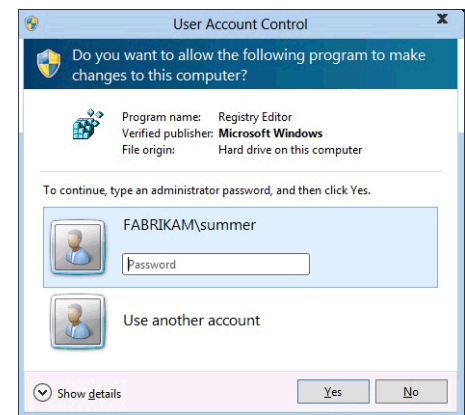 User Account Control
x
Do you want to allow the following program to make
changes to this computer?
Program name: Registry Editor
Verified publisher: Microsoft Windows
File origin: Hard drive on this computer
To continue, type an administrator password, and then click Yes.
FABRIKAM\summer
Password
Use another account
Show details
Yes No